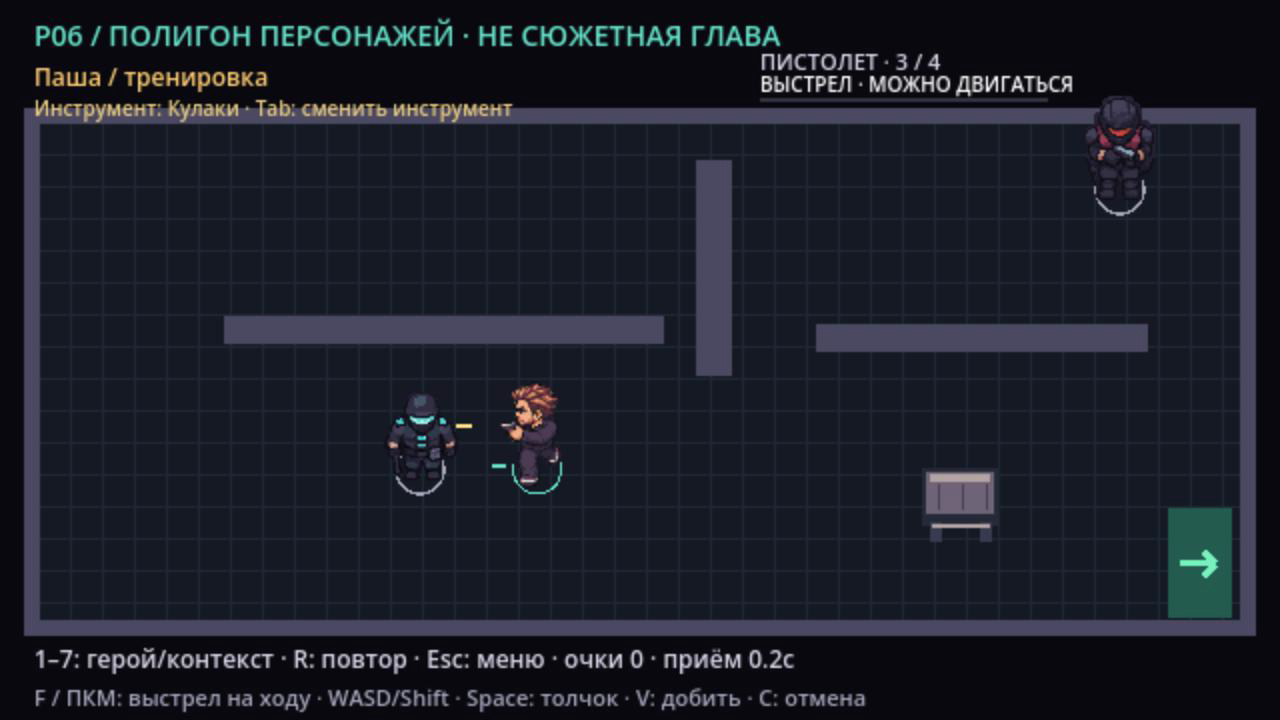 P06 / ПОЛИГОН ПЕРСОНАЖЕЙ · НЕ СЮЖЕТНАЯ ГЛАВА
ПИСТОЛЕТ · 3 / 4
Паша / тренировка
ВЫСТРЕЛ · МОЖНО ДВИГАТЬСЯ
Инструмент: Кулаки · Tab: сменить инструмент
1–7: герой/контекст · R: повтор · Esc: меню · очки 0 · приём 0.2с
F / ПКМ: выстрел на ходу · WASD/Shift · Space: толчок · V: добить · C: отмена